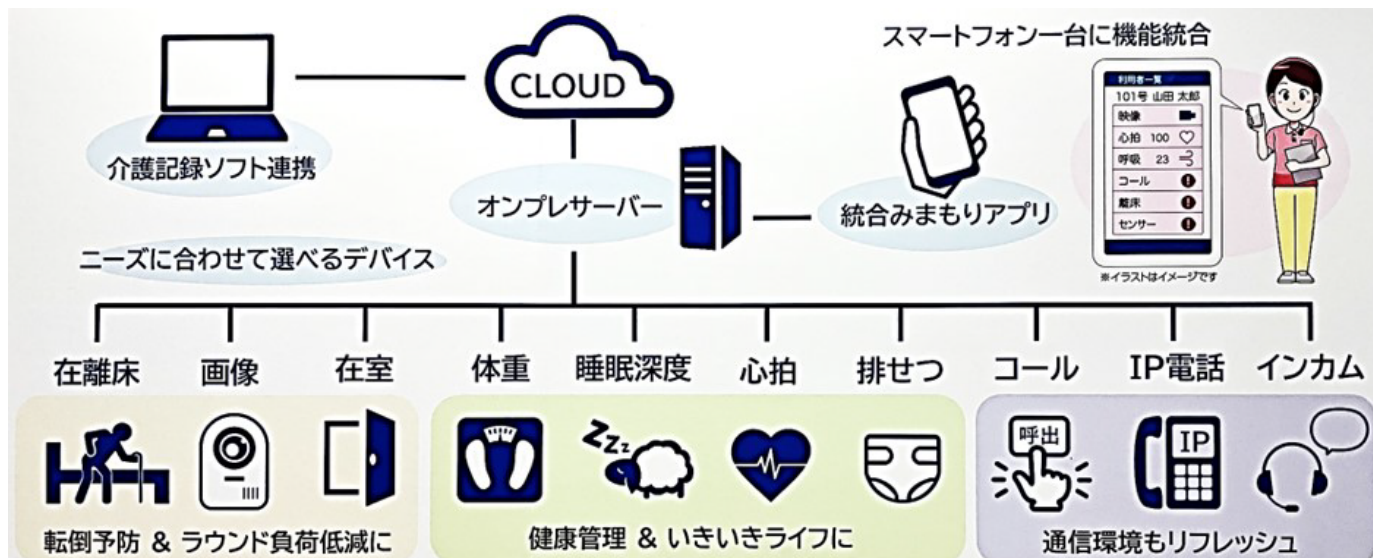 スマートフォン一台に機能統合
CLOUD
介護記録ソフト連携
オンプレサーバー
統合みまもりアプリ
利用者一覧
101号 山田 太郎
映像
心拍 100
呼吸 23
コール
離床
センサー
※イラストはイメージです
ニーズに合わせて選べるデバイス
在離床 画像 在室 体重 睡眠深度 心拍 排せつ コール IP電話 インカム
ZZZz
呼出
IP
転倒予防 & ラウンド負荷低減に
健康管理 & いきいきライフに
通信環境もリフレッシュ